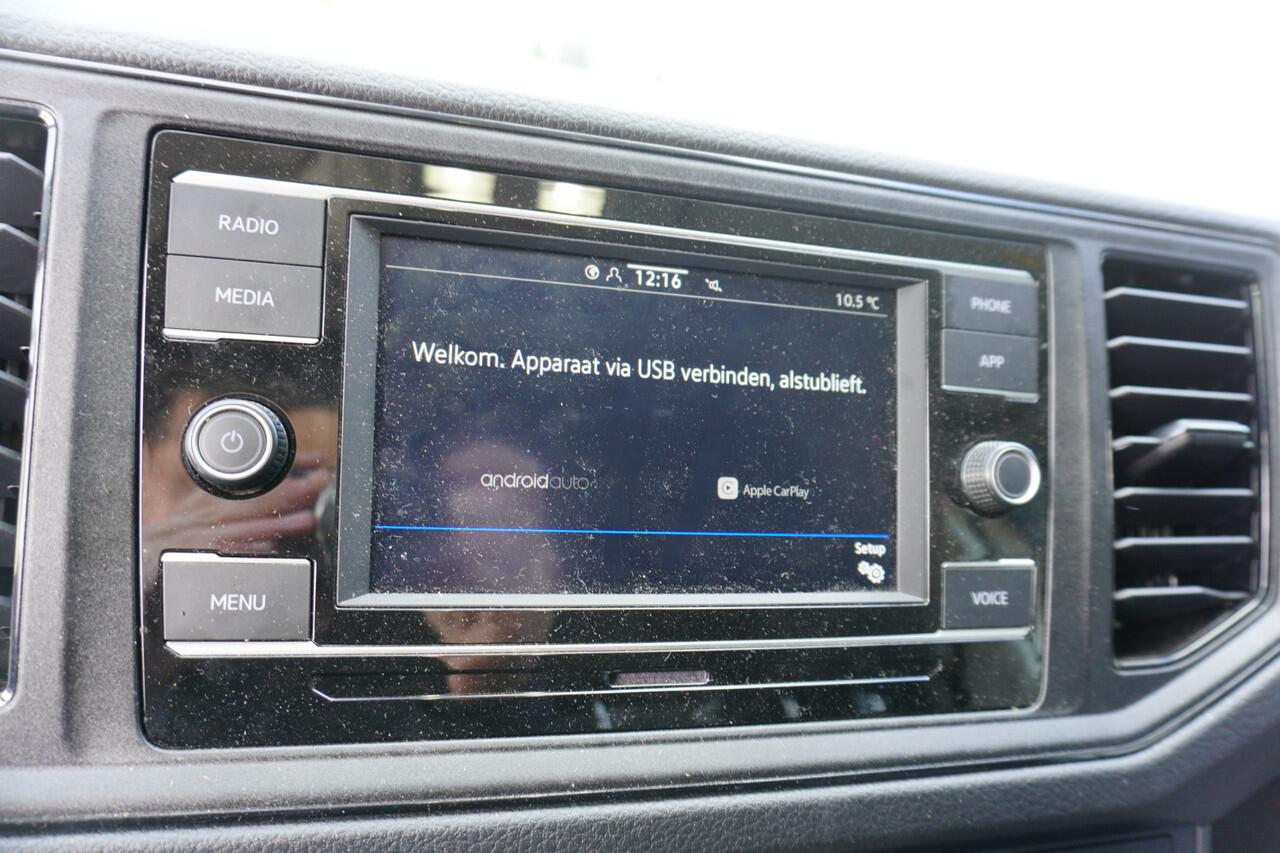 RADIO
MEDIA
12:16
10.5 °C
PHONE
APP
Welkom. Apparaat via USB verbinden, alstublieft.
androidauto
Apple CarPlay
Setup
MENU
VOICE